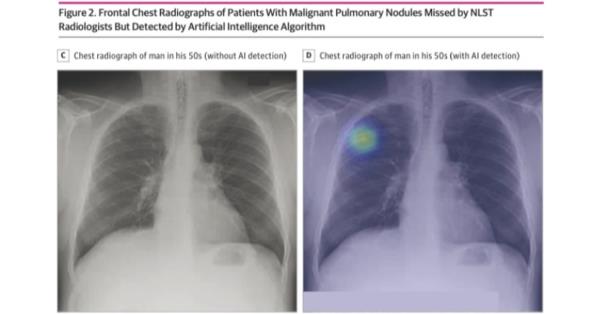 Figure 2. Frontal Chest Radiographs of Patients With Malignant Pulmonary Nodules Missed by NLST
Radiologists But Detected by Artificial Intelligence Algorithm
C Chest radiograph of man in his 50s (without AI detection)
D Chest radiograph of man in his 50s (with AI detection)